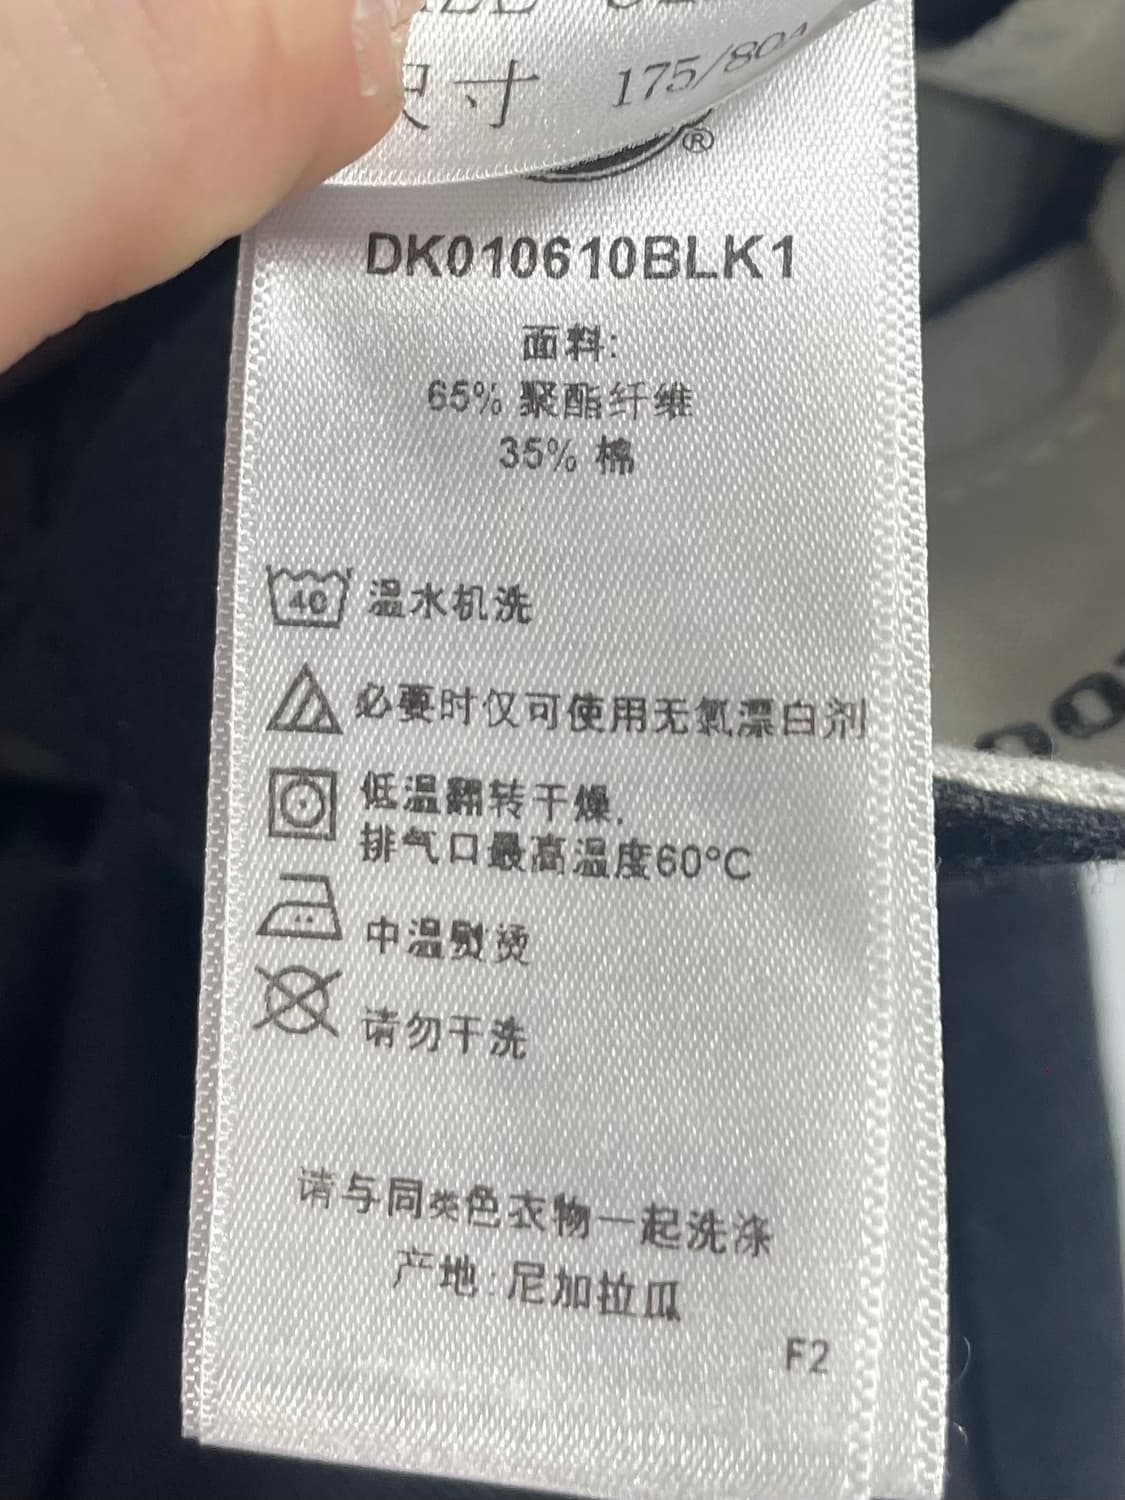 尺寸 175/80A
®
DK010610BLK1
面料:
65% 聚酯纤维
35% 棉
40 温水机洗
必要时仅可使用无氯漂白剂
低温翻转干燥,
排气口最高温度60°C
中温熨烫
请勿干洗
请与同类色衣物一起洗涤
产地:尼加拉瓜
F2